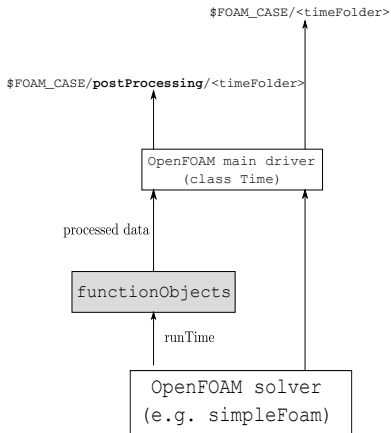 $FOAM_CASE/<timeFolder>
$FOAM_CASE/postProcessing/<timeFolder>
OpenFOAM main driver
(class Time)
processed data
functionObjects
runTime
OpenFOAM solver
(e.g. simpleFoam)